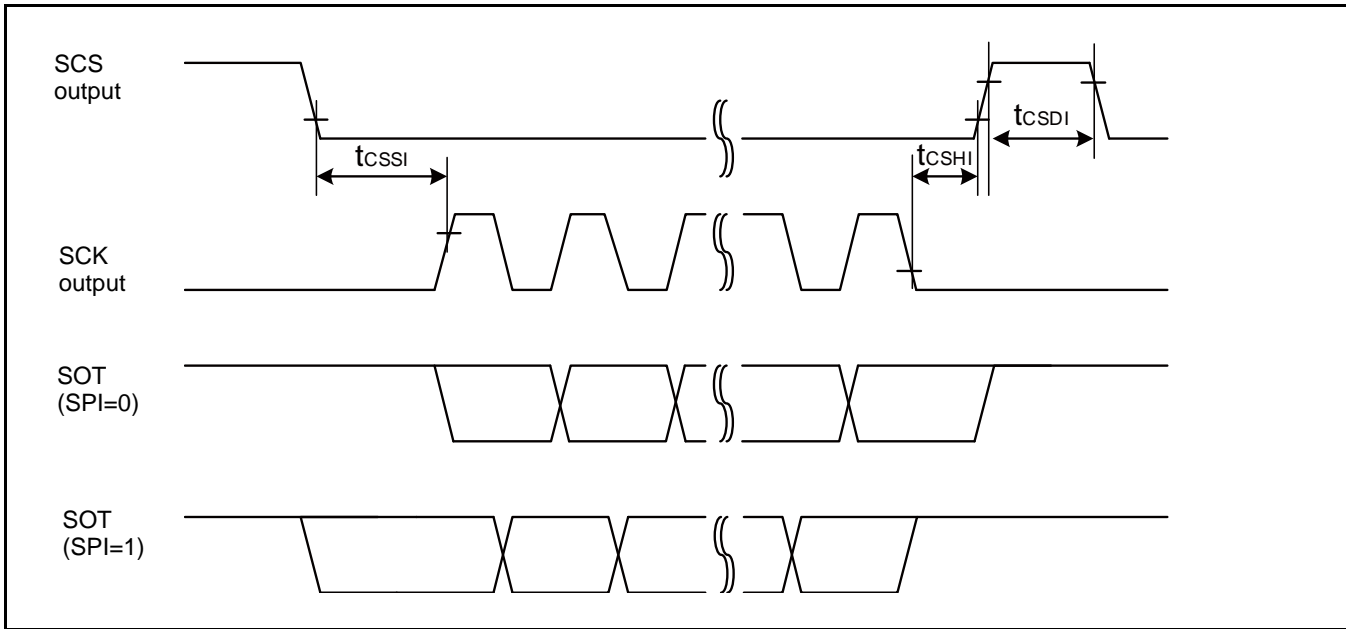 SCS
output
tCSDI
tCSSI
tCSHI
SCK
output
SOT
(SPI=0)
SOT
(SPI=1)